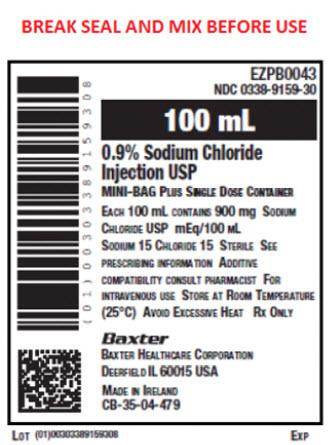 BREAK SEAL AND MIX BEFORE USE
EZPB0043
NDC 0338-9159-30
100 mL
0.9% Sodium Chloride
Injection USP
MINI-BAG PLUS SINGLE DOSE CONTAINER
EACH 100 mL CONTAINS 900 mg SODIUM
CHLORIDE USP mEq/100 mL
SODIUM 15 CHLORIDE 15 STERILE SEE
PRESCRIBING INFORMATION ADDITIVE
COMPATIBILITY CONSULT PHARMACIST FOR
INTRAVENOUS USE STORE AT ROOM TEMPERATURE
(25°C) AVOID EXCESSIVE HEAT RX ONLY
Baxter
BAXTER HEALTHCARE CORPORATION
DEERFIELD IL 60015 USA
MADE IN IRELAND
CB-35-04-479
(01)00303389159308
LOT (01)00303389159308
EXP